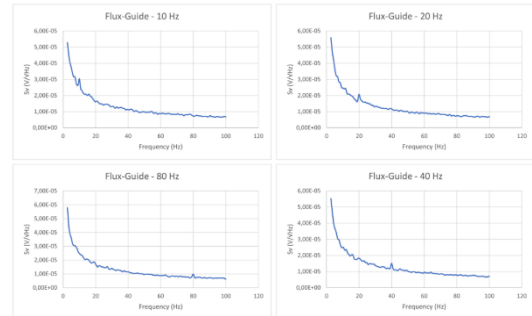 Flux-Guide - 10 Hz
6,00E-05
5,00E-05
4,00E-05
3,00E-05
2,00E-05
1,00E-05
0,00E+00
Sv (V/√Hz)
0 20 40 60 80 100 120
Frequency (Hz)
Flux-Guide - 20 Hz
6,00E-05
5,00E-05
4,00E-05
3,00E-05
2,00E-05
1,00E-05
0,00E+00
Sv (V/√Hz)
0 20 40 60 80 100 120
Frequency (Hz)
Flux-Guide - 80 Hz
7,00E-05
6,00E-05
5,00E-05
4,00E-05
3,00E-05
2,00E-05
1,00E-05
0,00E+00
Sv (V/√Hz)
0 20 40 60 80 100 120
Frequency (Hz)
Flux-Guide - 40 Hz
6,00E-05
5,00E-05
4,00E-05
3,00E-05
2,00E-05
1,00E-05
0,00E+00
Sv (V/√Hz)
0 20 40 60 80 100 120
Frequency (Hz)